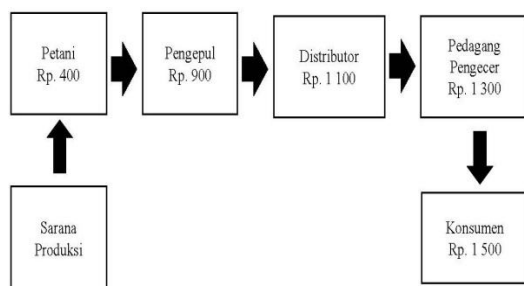 Petani
Rp. 400
Pengepul
Rp. 900
Distributor
Rp. 1 100
Pedagang
Pengecer
Rp. 1 300
Sarana
Produksi
Konsumen
Rp. 1 500